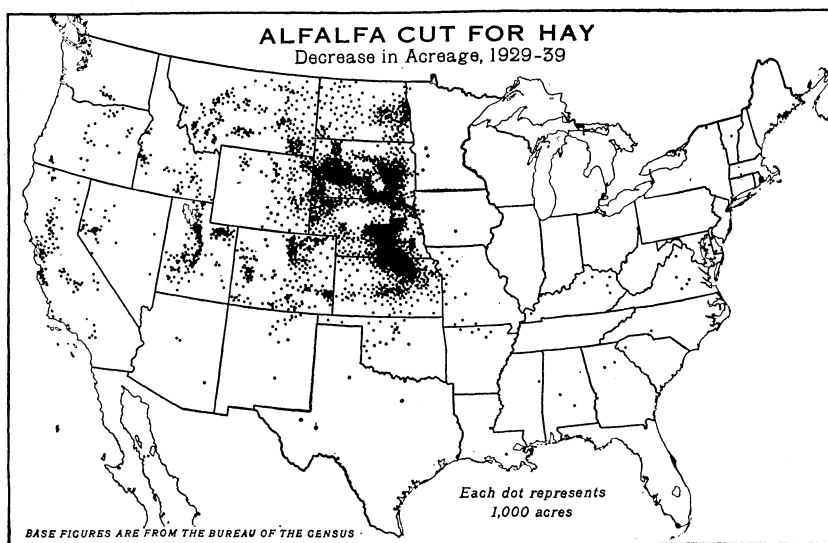 ALFALFA CUT FOR HAY
Decrease in Acreage, 1929-39
Each dot represents
1,000 acres
BASE FIGURES ARE FROM THE BUREAU OF THE CENSUS